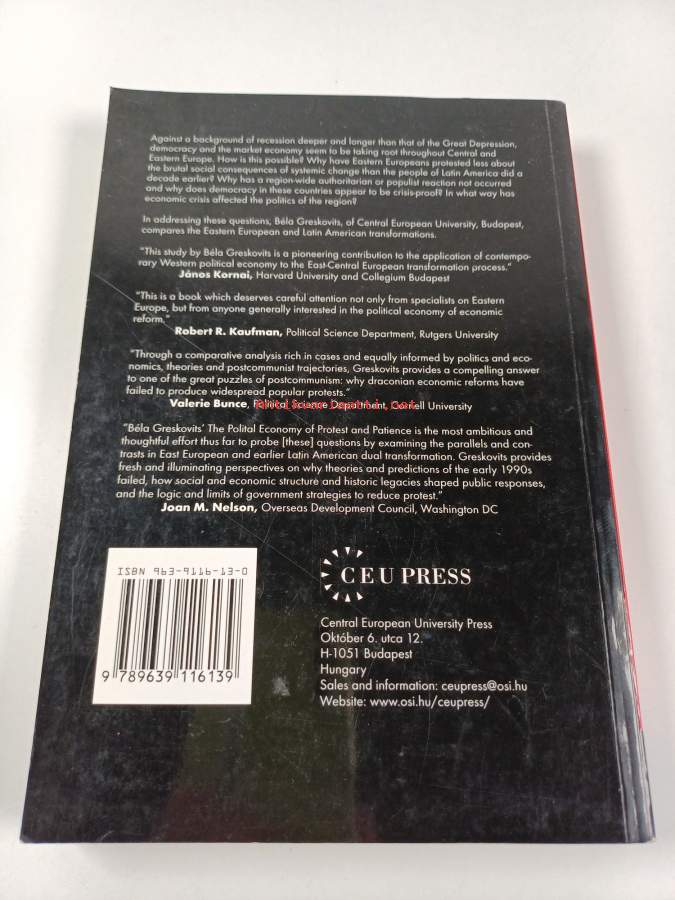 Against a background of recession deeper and longer than that of the Great Depression,
democracy and the market economy seem to be taking root throughout Central and
Eastern Europe. How is this possible? Why have Eastern Europeans protested less about
the brutal social consequences of systemic change than the people of Latin America did a
decade earlier? Why has a region-wide authoritarian or populist reaction not occurred
and why does democracy in these countries appear to be crisis-proof? In what way has
economic crisis affected the politics of the region?
In addressing these questions, Béla Greskovits, of Central European University, Budapest,
compares the Eastern European and Latin American transformations.
"This study by Béla Greskovits is a pioneering contribution to the application of contempo-
rary Western political economy to the East-Central European transformation process."
János Kornai, Harvard University and Collegium Budapest
"This is a book which deserves careful attention not only from specialists on Eastern
Europe, but from anyone generally interested in the political economy of economic
reform."
Robert R. Kaufman, Political Science Department, Rutgers University
"Through a comparative analysis rich in cases and equally informed by politics and eco-
nomics, theories and postcommunist trajectories, Greskovits provides a compelling answer
to one of the great puzzles of postcommunism: why draconian economic reforms have
failed to produce widespread popular protests."
Valerie Bunce, Political Science Department, Cornell University
"Béla Greskovits' The Polital Economy of Protest and Patience is the most ambitious and
thoughtful effort thus far to probe [these] questions by examining the parallels and con-
trasts in East European and earlier Latin American dual transformation. Greskovits provides
fresh and illuminating perspectives on why theories and predictions of the early 1990s
failed, how social and economic structure and historic legacies shaped public responses,
and the logic and limits of government strategies to reduce protest."
Joan M. Nelson, Overseas Development Council, Washington DC
ISBN 963-9116-13-0
9 789639 116139
CEU PRESS
Central European University Press
Október 6. utca 12.
H-1051 Budapest
Hungary
Sales and information: ceupress@osi.hu
Website: www.osi.hu/ceupress/